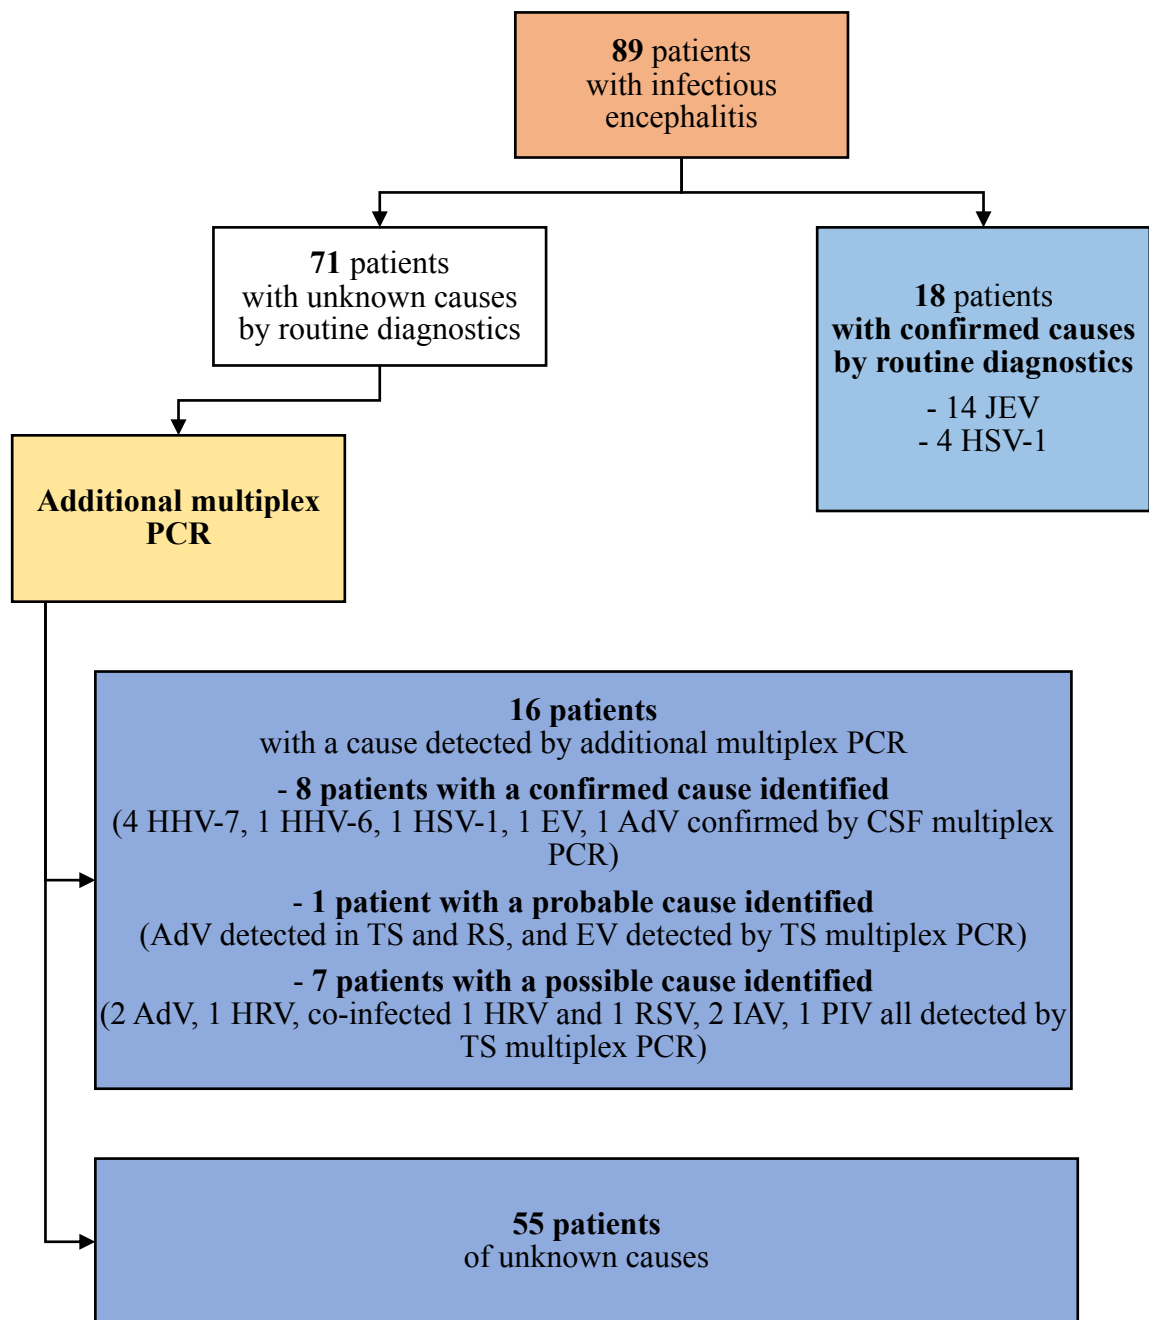 89 patients
with infectious
encephalitis
71 patients
with unknown causes
by routine diagnostics
18 patients
with confirmed causes
by routine diagnostics
- 14 JEV
- 4 HSV-1
Additional multiplex
PCR
16 patients
with a cause detected by additional multiplex PCR
- 8 patients with a confirmed cause identified
(4 HHV-7, 1 HHV-6, 1 HSV-1, 1 EV, 1 AdV confirmed by CSF multiplex
PCR)
- 1 patient with a probable cause identified
(AdV detected in TS and RS, and EV detected by TS multiplex PCR)
- 7 patients with a possible cause identified
(2 AdV, 1 HRV, co-infected 1 HRV and 1 RSV, 2 IAV, 1 PIV all detected by
TS multiplex PCR)
55 patients
of unknown causes